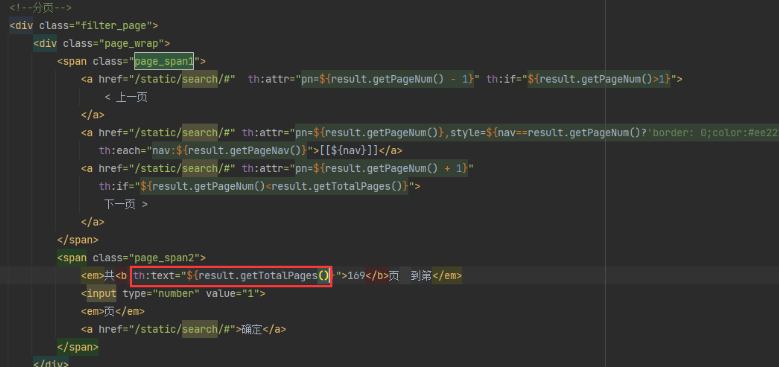 <!--分页-->
<div class="filter_page">
<div class="page_wrap">
<span class="page_span1">
<a href="/static/search/#"  th:attr="pn=${result.getPageNum() - 1}" th:if="${result.getPageNum()>1}">
< 上一页
</a>
<a href="/static/search/#" th:attr="pn=${result.getPageNum()},style=${nav==result.getPageNum()?'border: 0;color:#ee22
th:each="nav:${result.getPageNav()}">[[${nav}]]</a>
<a href="/static/search/#" th:attr="pn=${result.getPageNum() + 1}"
th:if="${result.getPageNum()<result.getTotalPages()}">
下一页 >
</a>
</span>
<span class="page_span2">
<em>共<b th:text="${result.getTotalPages()}">169</b>页  到第</em>
<input type="number" value="1">
<em>页</em>
<a href="/static/search/#">确定</a>
</span>
</div>